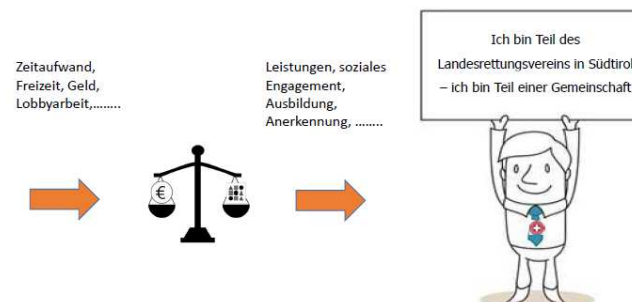 Zeitaufwand,
Freizeit, Geld,
Lobbyarbeit,........
€
Leistungen, soziales
Engagement,
Ausbildung,
Anerkennung, ........
Ich bin Teil des
Landesrettungsvereins in Südtirol
– ich bin Teil einer Gemeinschaft